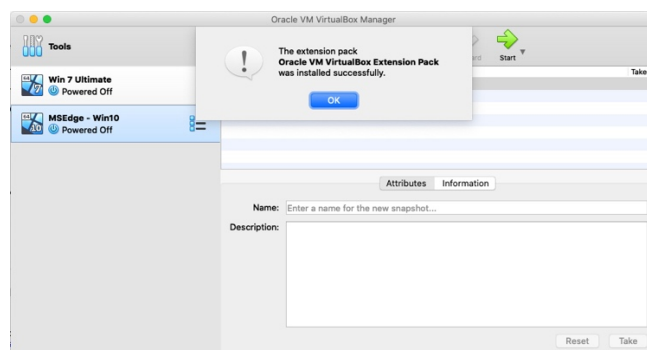 Oracle VM VirtualBox Manager
Tools
The extension pack
Oracle VM VirtualBox Extension Pack
was installed successfully.
OK
Start
Take
Win 7 Ultimate
Powered Off
MSEdge - Win10
Powered Off
Attributes Information
Name: Enter a name for the new snapshot...
Description:
Reset Take